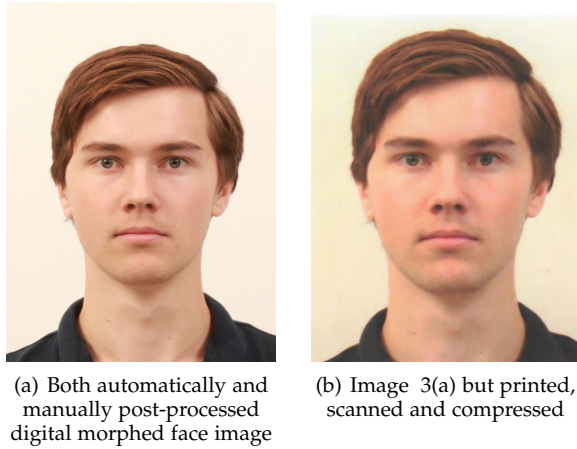 (a) Both automatically and
manually post-processed
digital morphed face image
(b) Image 3(a) but printed,
scanned and compressed